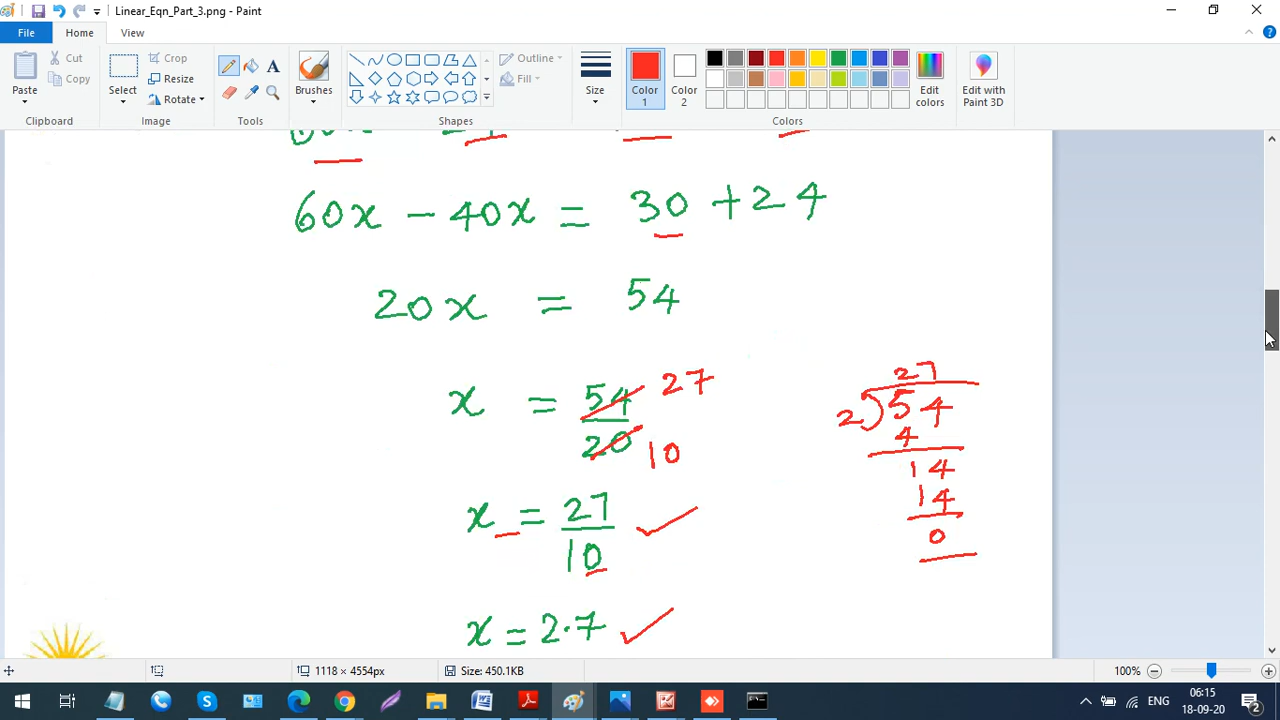 Linear_Eqn_Part_3.png - Paint
File Home View
Paste Cut Copy
Clipboard
Select Crop Resize Rotate
Image
A
Tools
Brushes
Outline Fill
Shapes
Size
Color 1
Color 2
Edit colors
Edit with Paint 3D
Colors
60x - 40x = 30 + 24
20x = 54
x = 54/20 27 10
x = 27/10
x = 2.7
27
2)54
4
14
14
0
1118 × 4554px
Size: 450.1KB
100%
ENG
06:15
18-09-20
2